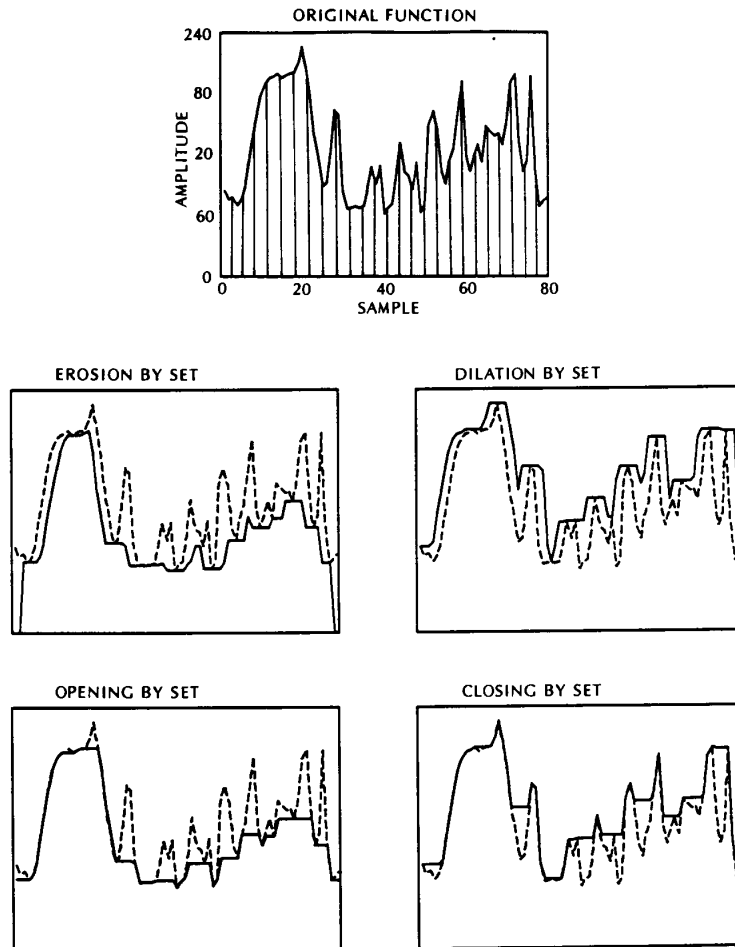 ORIGINAL FUNCTION
240
80
20
60
0
AMPLITUDE
0 20 40 60 80
SAMPLE
EROSION BY SET
DILATION BY SET
OPENING BY SET
CLOSING BY SET